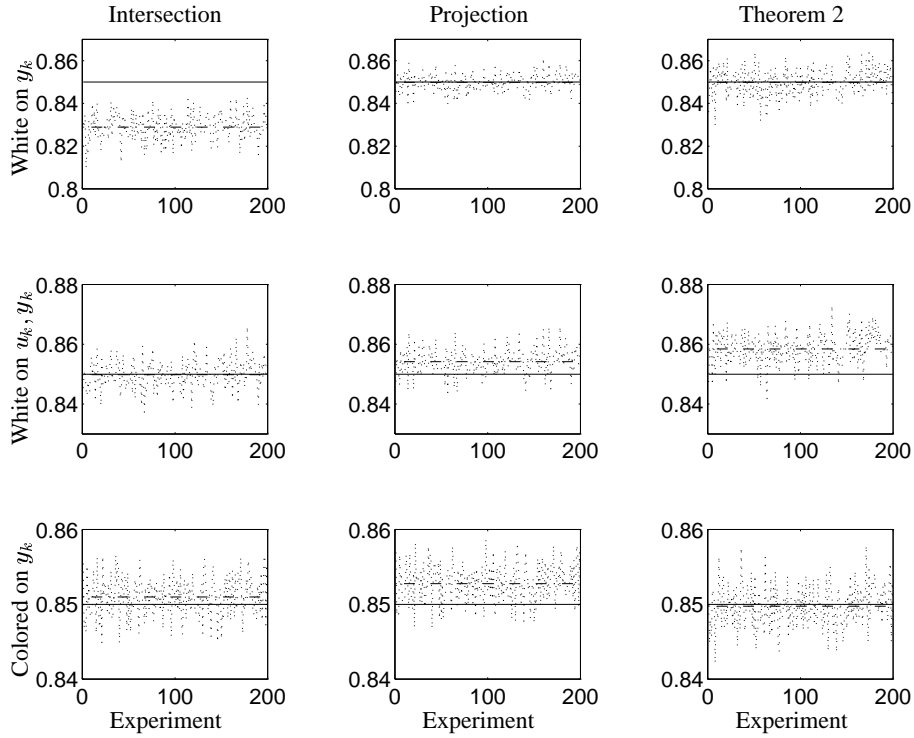 Intersection Projection Theorem 2
White on y_k
0.86 0.86 0.86
0.84 0.84 0.84
0.82 0.82 0.82
0.8 0.8 0.8
0 100 200 0 100 200 0 100 200
White on u_k, y_k
0.88 0.88 0.88
0.86 0.86 0.86
0.84 0.84 0.84
0 100 200 0 100 200 0 100 200
Colored on y_k
0.86 0.86 0.86
0.85 0.85 0.85
0.84 0.84 0.84
0 100 200 0 100 200 0 100 200
Experiment Experiment Experiment